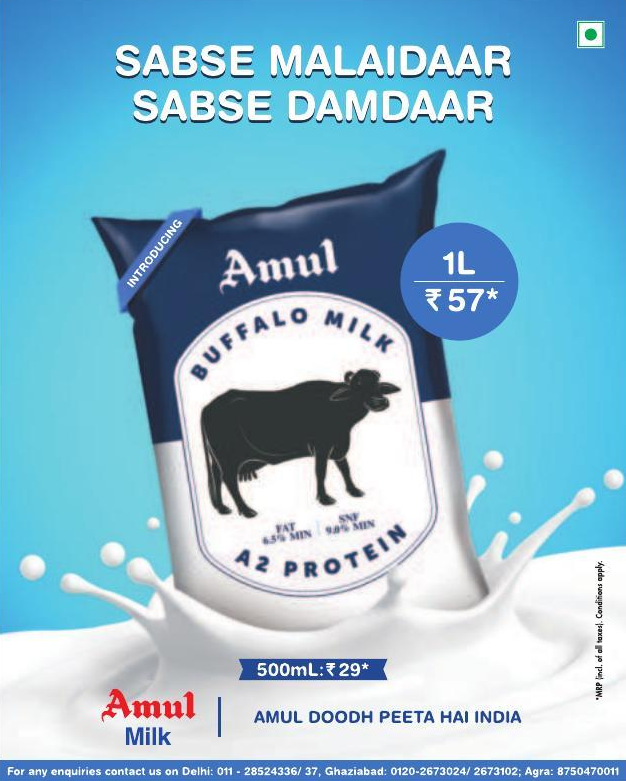 SABSE MALAIDAAR
SABSE DAMDAAR
INTRODUCING
Amul
1L
₹ 57*
BUFFALO MILK
FAT
6.5% MIN
SNF
9.0% MIN
A2 PROTEIN
*MRP (incl. of all taxes). Conditions apply.
500mL:₹29*
Amul
Milk
AMUL DOODH PEETA HAI INDIA
For any enquiries contact us on Delhi: 011 - 28524336/ 37, Ghaziabad: 0120-2673024/ 2673102; Agra: 8750470011